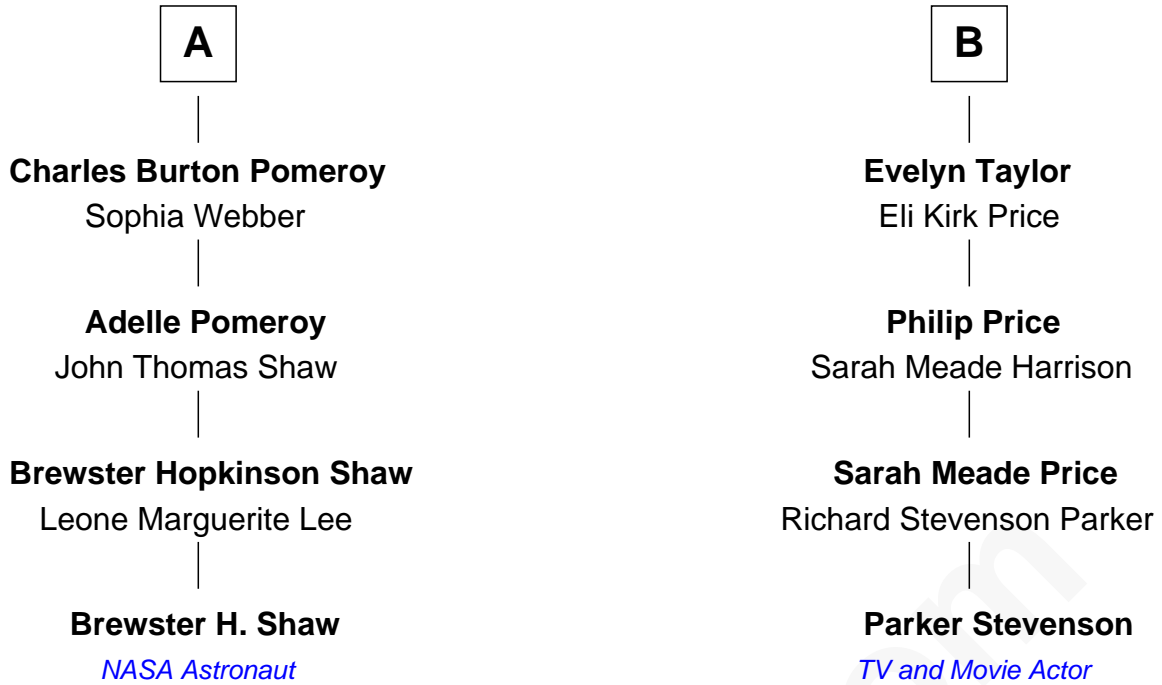 A
Charles Burton Pomeroy
Sophia Webber
Adelle Pomeroy
John Thomas Shaw
Brewster Hopkinson Shaw
Leone Marguerite Lee
Brewster H. Shaw
NASA Astronaut
B
Evelyn Taylor
Eli Kirk Price
Philip Price
Sarah Meade Harrison
Sarah Meade Price
Richard Stevenson Parker
Parker Stevenson
TV and Movie Actor